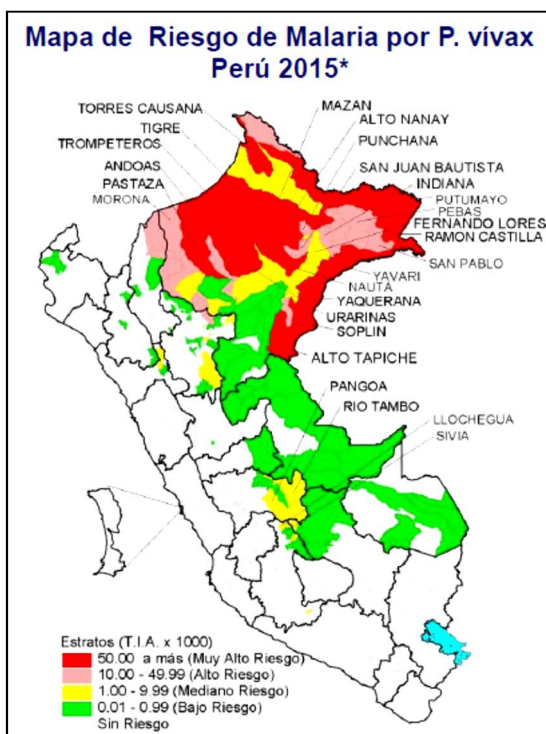 Mapa de Riesgo de Malaria por P. vívax
Perú 2015*
TORRES CAUSANA
TIGRE
TROMPETEROS
ANDOAS
PASTAZA
MORONA
MAZAN
ALTO NANAY
PUNCHANA
SAN JUAN BAUTISTA
INDIANA
PUTUMAYO
PEBAS
FERNANDO LORES
RAMON CASTILLA
SAN PABLO
YAVARI
NAUTA
YAQUERANA
URARINAS
SOPLIN
ALTO TAPICHE
PANGOA
RIO TAMBO
LLOCHEGUA
SIVIA
Estratos (T.I.A. x 1000)
50.00 a más (Muy Alto Riesgo)
10.00 - 49.99 (Alto Riesgo)
1.00 - 9.99 (Mediano Riesgo)
0.01 - 0.99 (Bajo Riesgo)
Sin Riesgo